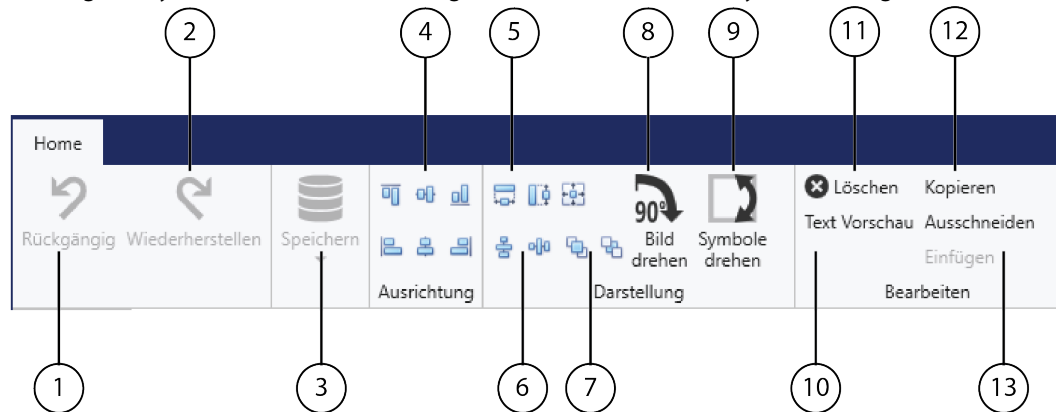 2 4 5 8 9 11 12
Home
Rückgängig Wiederherstellen Speichern
90° Bild drehen
Symbole drehen
Löschen Kopieren
Text Vorschau Ausschneiden
Einfügen
Ausrichtung Darstellung Bearbeiten
1 3 6 7 10 13